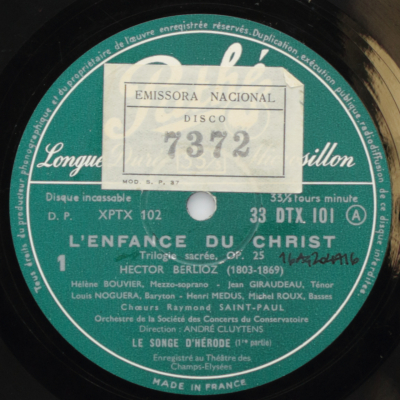 Tous droits du producteur phonographique et du propriétaire de l'œuvre enregistrée réservés. Duplication, exécution publique radiodiffusion de ce disque interdites
Pathé
EMISSORA NACIONAL
DISCO
7372
MOD. S. P. 87
Longue
sillon
Disque incassable
33⅓ tours minute
D. P. XPTX 102
33 DTX. 101 A
L'ENFANCE DU CHRIST
1
Trilogie sacrée, OP. 25
HECTOR BERLIOZ (1803-1869)
Hélène BOUVIER, Mezzo-soprano - Jean GIRAUDEAU, Ténor
Louis NOGUERA, Baryton - Henri MEDUS, Michel ROUX, Basses
Chœurs Raymond SAINT-PAUL
Orchestre de la Société des Concerts du Conservatoire
Direction : ANDRÉ CLUYTENS
LE SONGE D'HÉRODE (1re partie)
Enregistré au Théâtre des
Champs-Elysées
MADE IN FRANCE